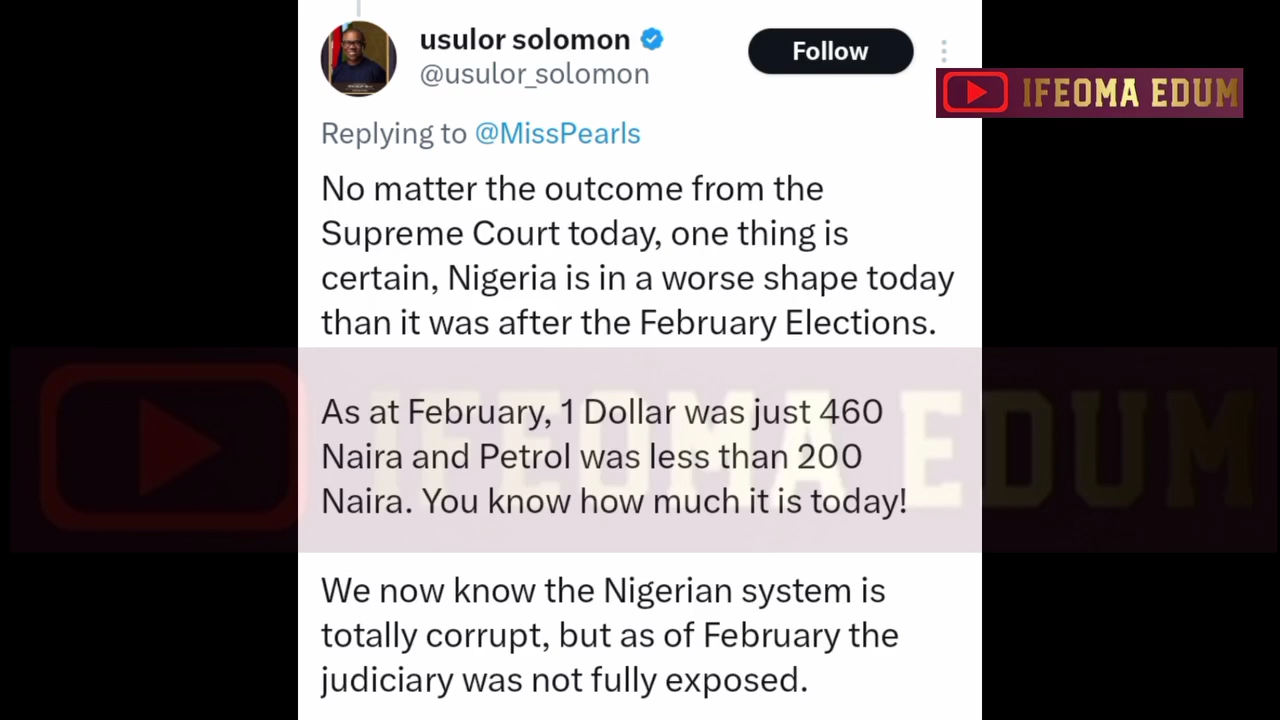 usulor solomon
@usulor_solomon
Follow
IFEOMA EDUM
Replying to @MissPearls
No matter the outcome from the
Supreme Court today, one thing is
certain, Nigeria is in a worse shape today
than it was after the February Elections.
As at February, 1 Dollar was just 460
Naira and Petrol was less than 200
Naira. You know how much it is today!
IFEOMA EDUM
We now know the Nigerian system is
totally corrupt, but as of February the
judiciary was not fully exposed.